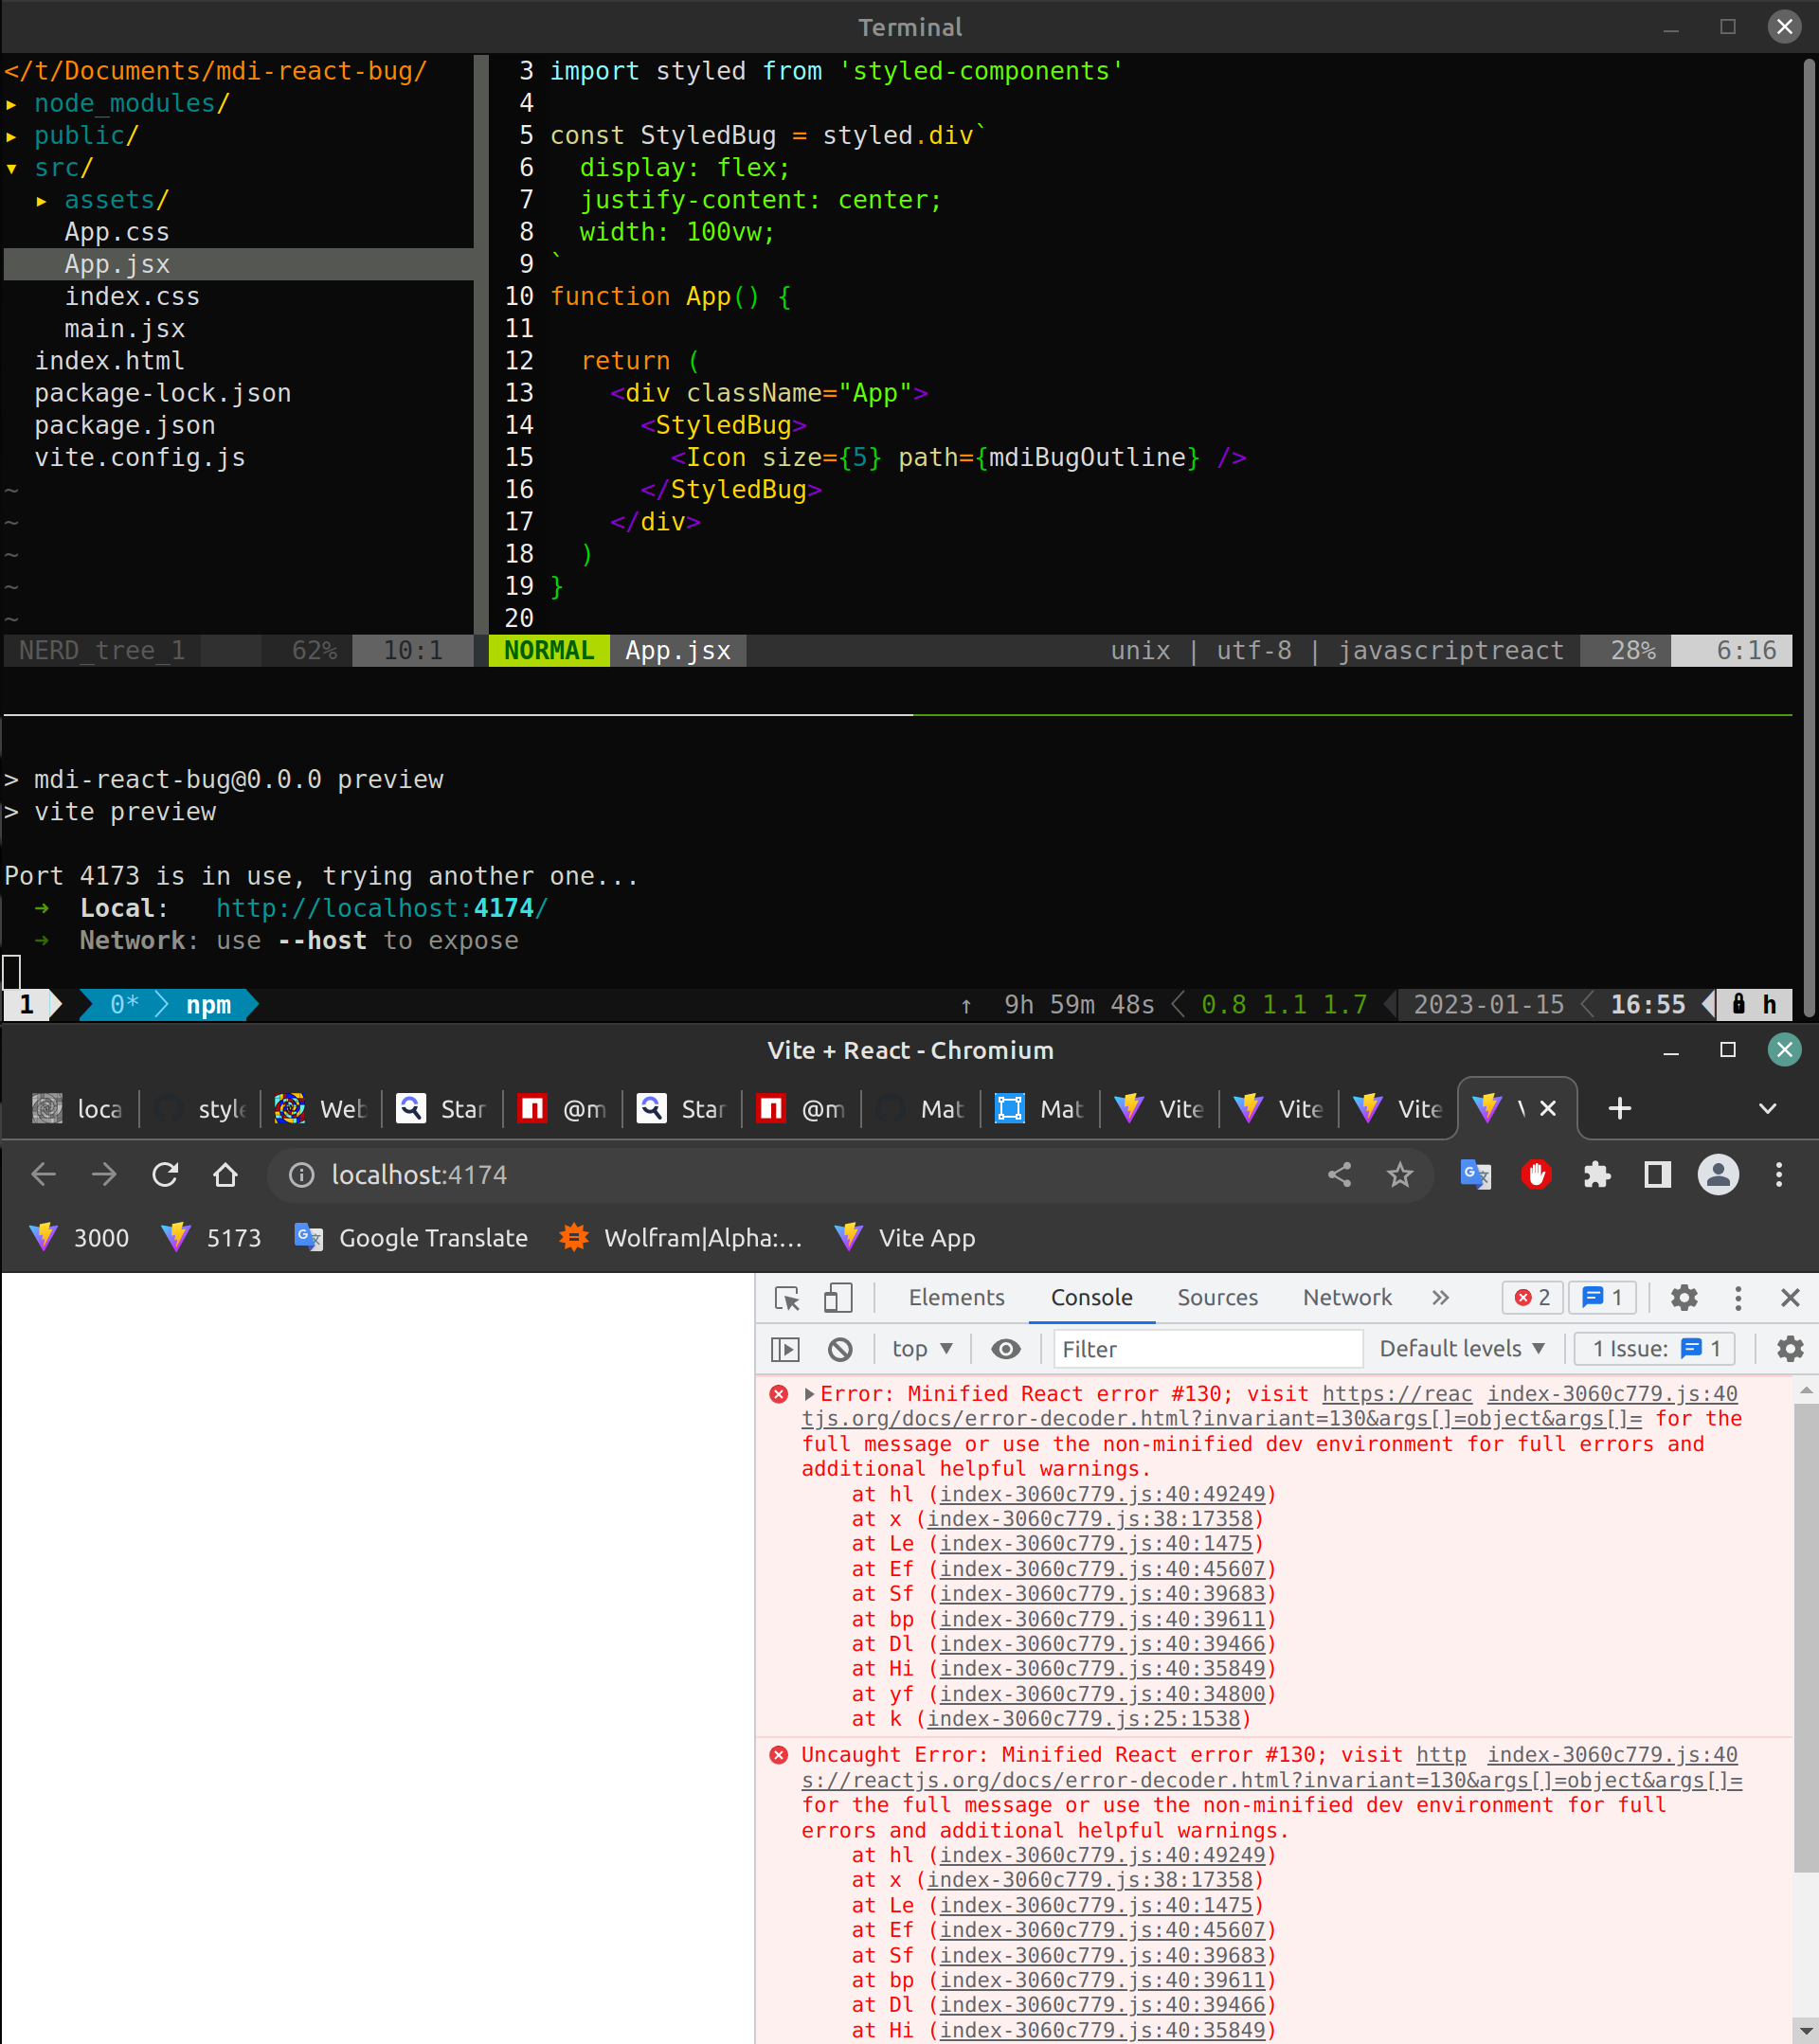 Terminal
</t/Documents/mdi-react-bug/
▸ node_modules/
▸ public/
▾ src/
▸ assets/
App.css
App.jsx
index.css
main.jsx
index.html
package-lock.json
package.json
vite.config.js
~
~
~
~
~
NERD_tree_1 62% 10:1
3 import styled from 'styled-components'
4
5 const StyledBug = styled.div`
6   display: flex;
7   justify-content: center;
8   width: 100vw;
9 `
10 function App() {
11
12   return (
13     <div className="App">
14       <StyledBug>
15         <Icon size={5} path={mdiBugOutline} />
16       </StyledBug>
17     </div>
18   )
19 }
20
NORMAL App.jsx unix | utf-8 | javascriptreact 28% 6:16
> mdi-react-bug@0.0.0 preview
> vite preview
Port 4173 is in use, trying another one...
➜ Local: http://localhost:4174/
➜ Network: use --host to expose
1 0* npm ↑ 9h 59m 48s 0.8 1.1 1.7 2023-01-15 16:55 h
Vite + React - Chromium
loca style Web Star @m Star @m Mat Mat Vite Vite Vite
localhost:4174
3000 5173 Google Translate Wolfram|Alpha:... Vite App
Elements Console Sources Network » 2 1
top ▼ Filter Default levels ▼ 1 Issue: 1
▶Error: Minified React error #130; visit https://reac index-3060c779.js:40
tjs.org/docs/error-decoder.html?invariant=130&args[]=object&args[]= for the
full message or use the non-minified dev environment for full errors and
additional helpful warnings.
at hl (index-3060c779.js:40:49249)
at x (index-3060c779.js:38:17358)
at Le (index-3060c779.js:40:1475)
at Ef (index-3060c779.js:40:45607)
at Sf (index-3060c779.js:40:39683)
at bp (index-3060c779.js:40:39611)
at Dl (index-3060c779.js:40:39466)
at Hi (index-3060c779.js:40:35849)
at yf (index-3060c779.js:40:34800)
at k (index-3060c779.js:25:1538)
Uncaught Error: Minified React error #130; visit http index-3060c779.js:40
s://reactjs.org/docs/error-decoder.html?invariant=130&args[]=object&args[]=
for the full message or use the non-minified dev environment for full
errors and additional helpful warnings.
at hl (index-3060c779.js:40:49249)
at x (index-3060c779.js:38:17358)
at Le (index-3060c779.js:40:1475)
at Ef (index-3060c779.js:40:45607)
at Sf (index-3060c779.js:40:39683)
at bp (index-3060c779.js:40:39611)
at Dl (index-3060c779.js:40:39466)
at Hi (index-3060c779.js:40:35849)